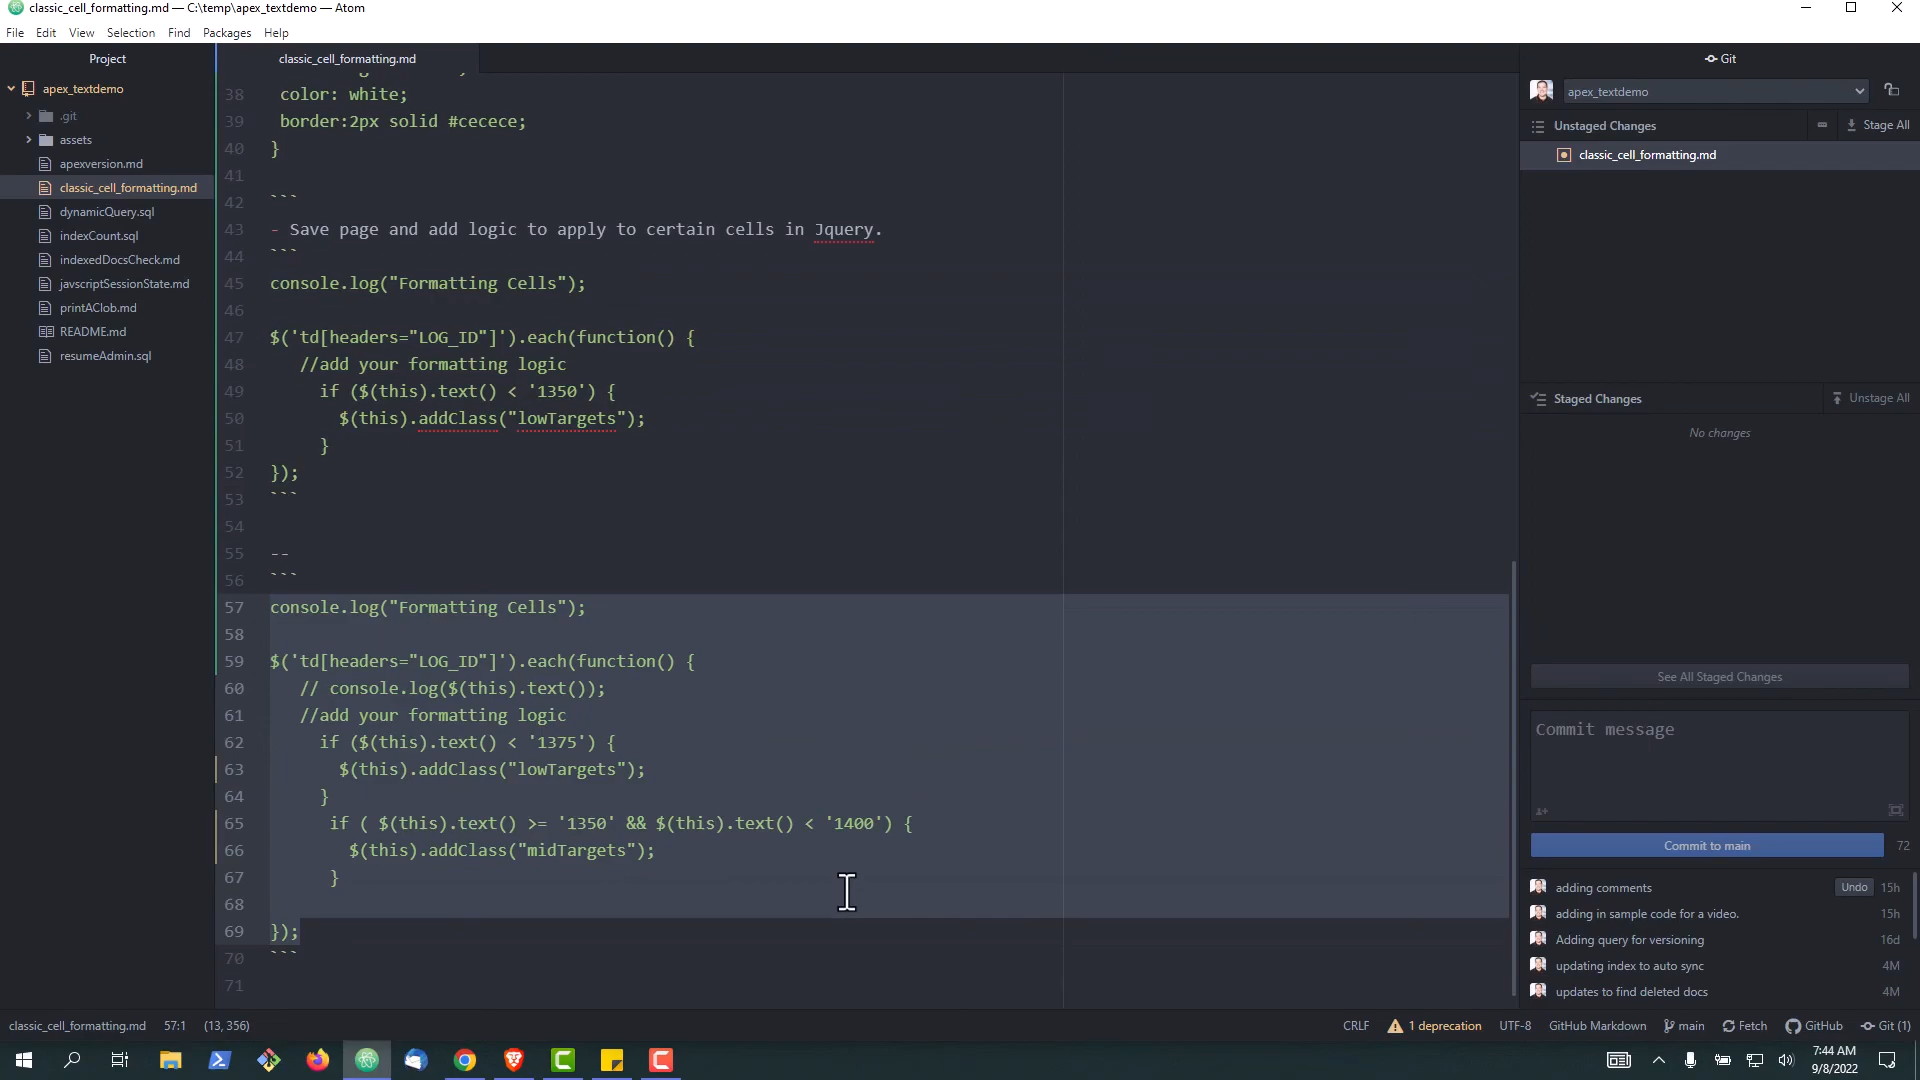 classic_cell_formatting.md — C:\temp\apex_textdemo — Atom
File Edit View Selection Find Packages Help
Project
apex_textdemo
.git
assets
apexversion.md
classic_cell_formatting.md
dynamicQuery.sql
indexCount.sql
indexedDocsCheck.md
javscriptSessionState.md
printAClob.md
README.md
resumeAdmin.sql
classic_cell_formatting.md
38 color: white;
39 border:2px solid #cecece;
40 }
41
42 ```
43 - Save page and add logic to apply to certain cells in Jquery.
44 ```
45 console.log("Formatting Cells");
46
47 $('td[headers="LOG_ID"]').each(function() {
48 //add your formatting logic
49 if ($(this).text() < '1350') {
50 $(this).addClass("lowTargets");
51 }
52 });
53 ```
54
55 --
56 ```
57 console.log("Formatting Cells");
58
59 $('td[headers="LOG_ID"]').each(function() {
60 // console.log($(this).text());
61 //add your formatting logic
62 if ($(this).text() < '1375') {
63 $(this).addClass("lowTargets");
64 }
65 if ( $(this).text() >= '1350' && $(this).text() < '1400') {
66 $(this).addClass("midTargets");
67 }
68
69 });
70 ```
71
Git
apex_textdemo
Unstaged Changes Stage All
classic_cell_formatting.md
Staged Changes Unstage All
No changes
See All Staged Changes
Commit message
Commit to main 72
adding comments Undo 15h
adding in sample code for a video. 15h
Adding query for versioning 16d
updating index to auto sync 4M
updates to find deleted docs 4M
classic_cell_formatting.md 57:1 (13, 356)
CRLF 1 deprecation UTF-8 GitHub Markdown main Fetch GitHub Git (1)
7:44 AM
9/8/2022